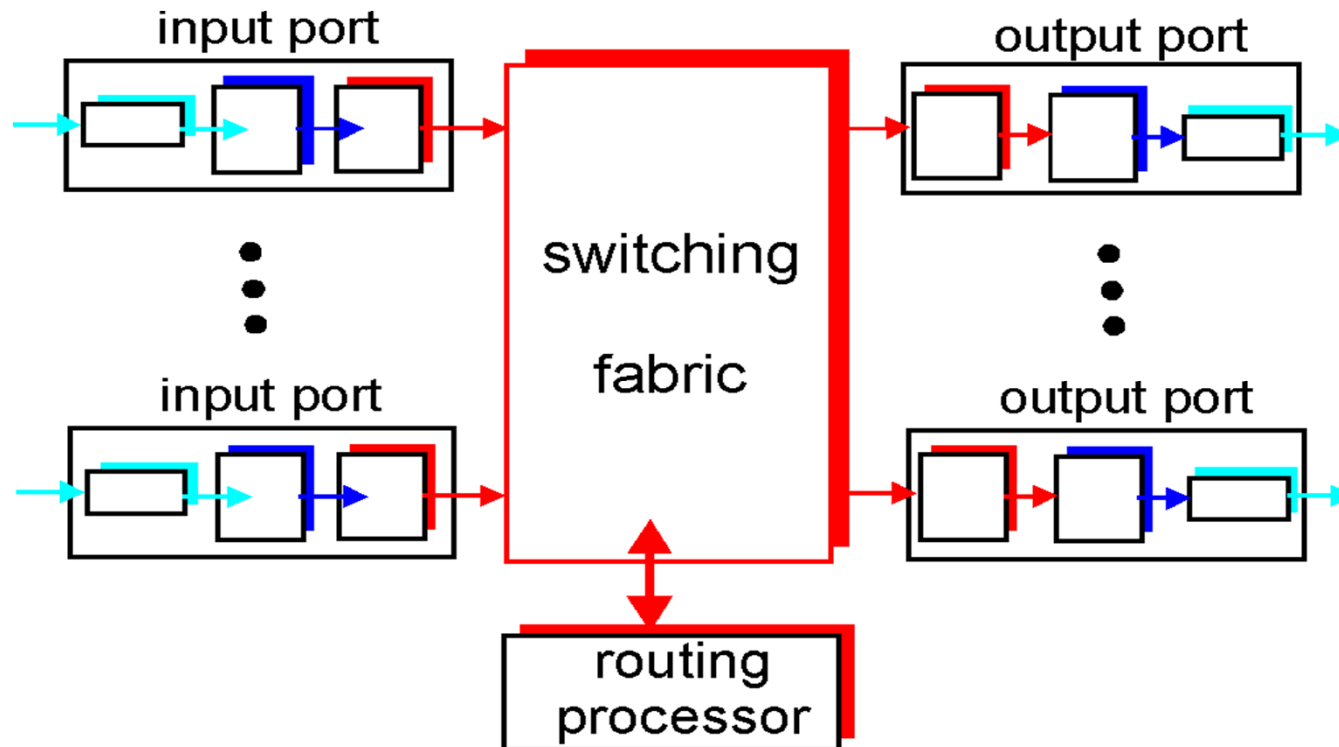 input port
output port
switching
fabric
input port
output port
routing
processor